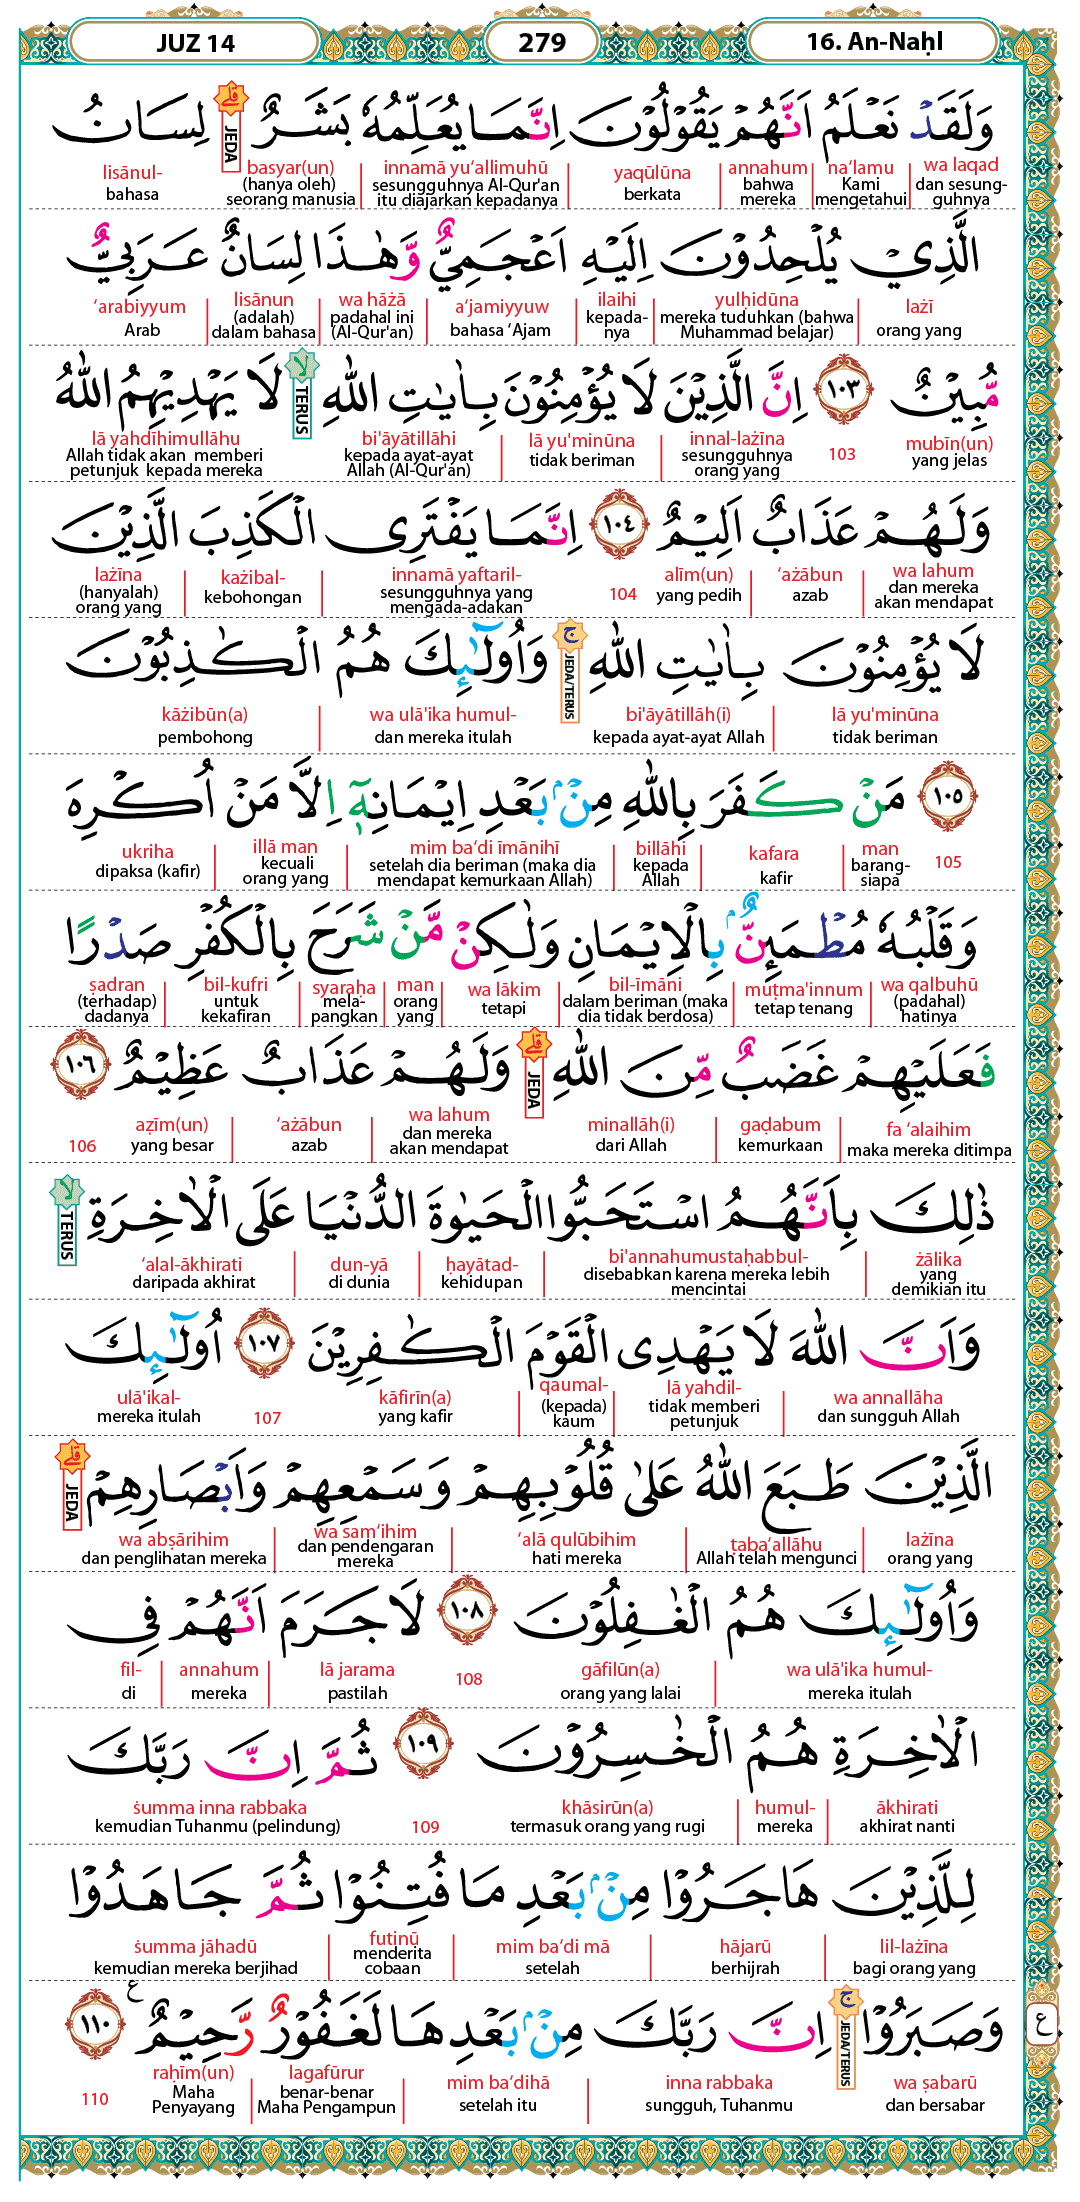 JUZ 14 279 16. An-Naḥl
وَلَقَدْ نَعْلَمُ اَنَّهُمْ يَقُوْلُوْنَ اِنَّمَا يُعَلِّمُهٗ بَشَرٌ ۗ لِسَانُ
قلى JEDA
wa laqad na‘lamu annahum yaqūlūna innamā yu‘allimuhū basyar(un) lisānul-
dan sesung-guhnya Kami mengetahui bahwa mereka berkata sesungguhnya Al-Qur'an itu diajarkan kepadanya (hanya oleh) seorang manusia bahasa
الَّذِيْ يُلْحِدُوْنَ اِلَيْهِ اَعْجَمِيٌّ وَّهٰذَا لِسَانٌ عَرَبِيٌّ
lażī yulḥidūna ilaihi a‘jamiyyuw wa hāżā lisānun ‘arabiyyum
orang yang mereka tuduhkan (bahwa Muhammad belajar) kepada-nya bahasa ‘Ajam padahal ini (Al-Qur'an) (adalah) dalam bahasa Arab
مُّبِيْنٌ ١٠٣ اِنَّ الَّذِيْنَ لَا يُؤْمِنُوْنَ بِاٰيٰتِ اللّٰهِ ۙ لَا يَهْدِيْهِمُ اللّٰهُ
لا TERUS
mubīn(un) 103 innal-lażīna lā yu'minūna bi'āyātillāhi lā yahdīhimullāhu
yang jelas sesungguhnya orang yang tidak beriman kepada ayat-ayat Allah (Al-Qur'an) Allah tidak akan memberi petunjuk kepada mereka
وَلَهُمْ عَذَابٌ اَلِيْمٌ ١٠٤ اِنَّمَا يَفْتَرِى الْكَذِبَ الَّذِيْنَ
wa lahum ‘ażābun alīm(un) 104 innamā yaftaril- każibal- lażīna
dan mereka akan mendapat azab yang pedih sesungguhnya yang mengada-adakan kebohongan (hanyalah) orang yang
لَا يُؤْمِنُوْنَ بِاٰيٰتِ اللّٰهِ ۚ وَاُولٰۤىِٕكَ هُمُ الْكٰذِبُوْنَ
ج JEDA/TERUS
lā yu'minūna bi'āyātillāh(i) wa ulā'ika humul- kāżibūn(a)
tidak beriman kepada ayat-ayat Allah dan mereka itulah pembohong
١٠٥ مَنْ كَفَرَ بِاللّٰهِ مِنْۢ بَعْدِ اِيْمَانِهٖٓ اِلَّا مَنْ اُكْرِهَ
105 man kafara billāhi mim ba‘di īmānihī illā man ukriha
barang-siapa kafir kepada Allah setelah dia beriman (maka dia mendapat kemurkaan Allah) kecuali orang yang dipaksa (kafir)
وَقَلْبُهٗ مُطْمَىِٕنٌّۢ بِالْاِيْمَانِ وَلٰكِنْ مَّنْ شَرَحَ بِالْكُفْرِ صَدْرًا
wa qalbuhū muṭma'innum bil-īmāni wa lākim man syaraḥa bil-kufri ṣadran
(padahal) hatinya tetap tenang dalam beriman (maka dia tidak berdosa) tetapi orang yang mela-pangkan untuk kekafiran (terhadap) dadanya
فَعَلَيْهِمْ غَضَبٌ مِّنَ اللّٰهِ ۗ وَلَهُمْ عَذَابٌ عَظِيْمٌ ١٠٦
قلى JEDA
fa ‘alaihim gaḍabum minallāh(i) wa lahum ‘ażābun aẓīm(un) 106
maka mereka ditimpa kemurkaan dari Allah dan mereka akan mendapat azab yang besar
ذٰلِكَ بِاَنَّهُمُ اسْتَحَبُّوا الْحَيٰوةَ الدُّنْيَا عَلَى الْاٰخِرَةِ ۙ
لا TERUS
żālika bi'annahumustaḥabbul- ḥayātad- dun-yā ‘alal-ākhirati
yang demikian itu disebabkan karena mereka lebih mencintai kehidupan di dunia daripada akhirat
وَاَنَّ اللّٰهَ لَا يَهْدِى الْقَوْمَ الْكٰفِرِيْنَ ١٠٧ اُولٰۤىِٕكَ
wa annallāha lā yahdil- qaumal- kāfirīn(a) 107 ulā'ikal-
dan sungguh Allah tidak memberi petunjuk (kepada) kaum yang kafir mereka itulah
الَّذِيْنَ طَبَعَ اللّٰهُ عَلٰى قُلُوْبِهِمْ وَسَمْعِهِمْ وَاَبْصَارِهِمْ ۗ
قلى JEDA
lażīna ṭaba‘allāhu ‘alā qulūbihim wa sam‘ihim wa abṣārihim
orang yang Allah telah mengunci hati mereka dan pendengaran mereka dan penglihatan mereka
وَاُولٰۤىِٕكَ هُمُ الْغٰفِلُوْنَ ١٠٨ لَا جَرَمَ اَنَّهُمْ فِى
wa ulā'ika humul- gāfilūn(a) 108 lā jarama annahum fil-
mereka itulah orang yang lalai pastilah mereka di
الْاٰخِرَةِ هُمُ الْخٰسِرُوْنَ ١٠٩ ثُمَّ اِنَّ رَبَّكَ
ākhirati humul- khāsirūn(a) 109 ṡumma inna rabbaka
akhirat nanti mereka termasuk orang yang rugi kemudian Tuhanmu (pelindung)
لِلَّذِيْنَ هَاجَرُوْا مِنْۢ بَعْدِ مَا فُتِنُوْا ثُمَّ جَاهَدُوْا
lil-lażīna hājarū mim ba‘di mā futinū ṡumma jāhadū
bagi orang yang berhijrah setelah menderita cobaan kemudian mereka berjihad
وَصَبَرُوْا ۚ اِنَّ رَبَّكَ مِنْۢ بَعْدِهَا لَغَفُوْرٌ رَّحِيْمٌ ࣖ ١١٠
ج JEDA/TERUS ع
wa ṣabarū inna rabbaka mim ba‘dihā lagafūrur raḥīm(un) 110
dan bersabar sungguh, Tuhanmu setelah itu benar-benar Maha Pengampun Maha Penyayang